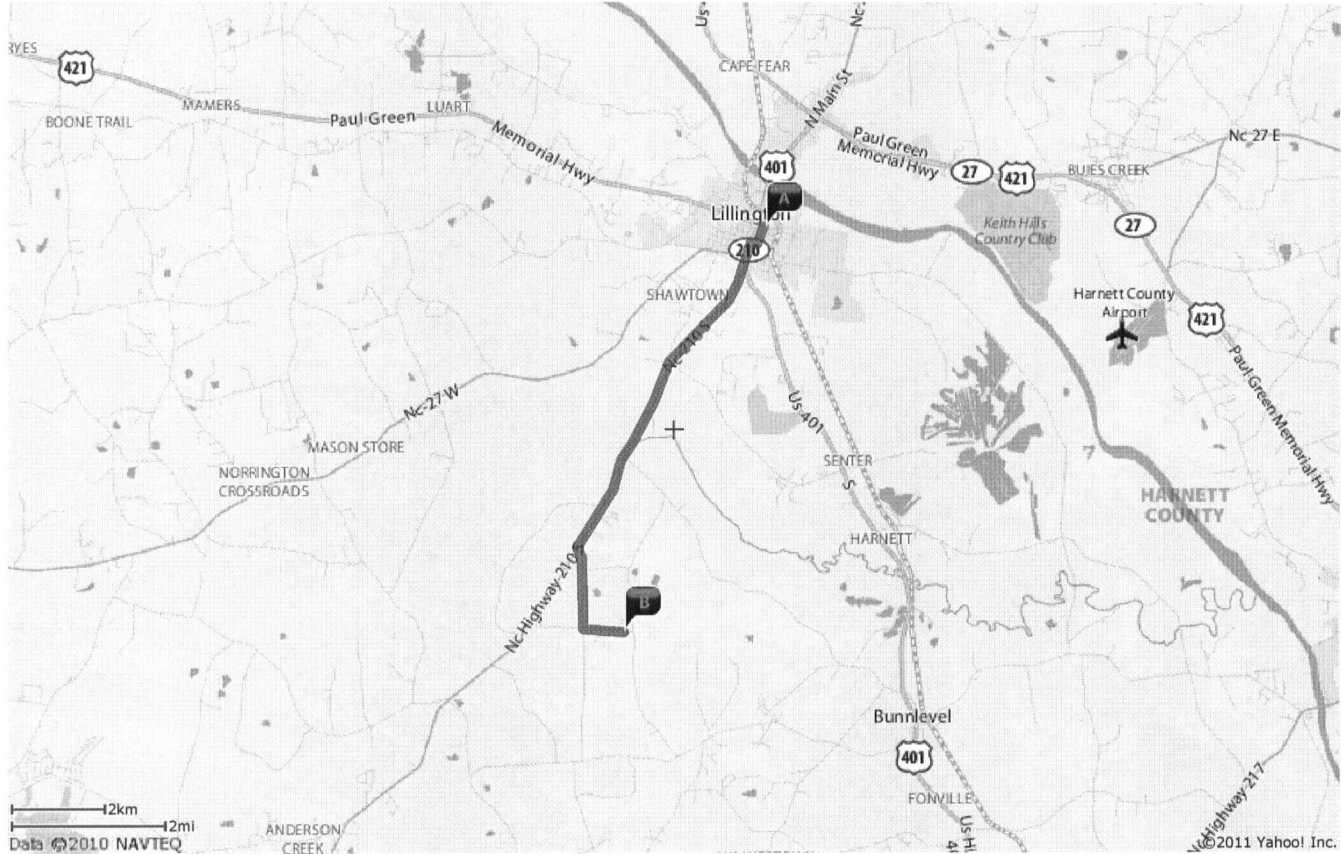 Us-
Nc-
RYES
421
CAPE FEAR
MAMERS
LUART
BOONE TRAIL
Paul Green
Memorial Hwy
N Main St
Paul Green
Memorial Hwy
Nc 27 E
401
27
421
BUIES CREEK
A
Lillington
Keith Hills
Country Club
27
210
SHAWTOWN
Harnett County
Airport
421
Nc-210 S
Paul Green Memorial Hwy
Nc-27 W
Us-401
S
MASON STORE
SENTER
NORRINGTON
CROSSROADS
HARNETT
COUNTY
HARNETT
Nc Highway 210 S
B
Bunnlevel
401
FONVILLE
Nc Highway 217
2km
2mi
ANDERSON
CREEK
Data ©2010 NAVTEQ
©2011 Yahoo! Inc.